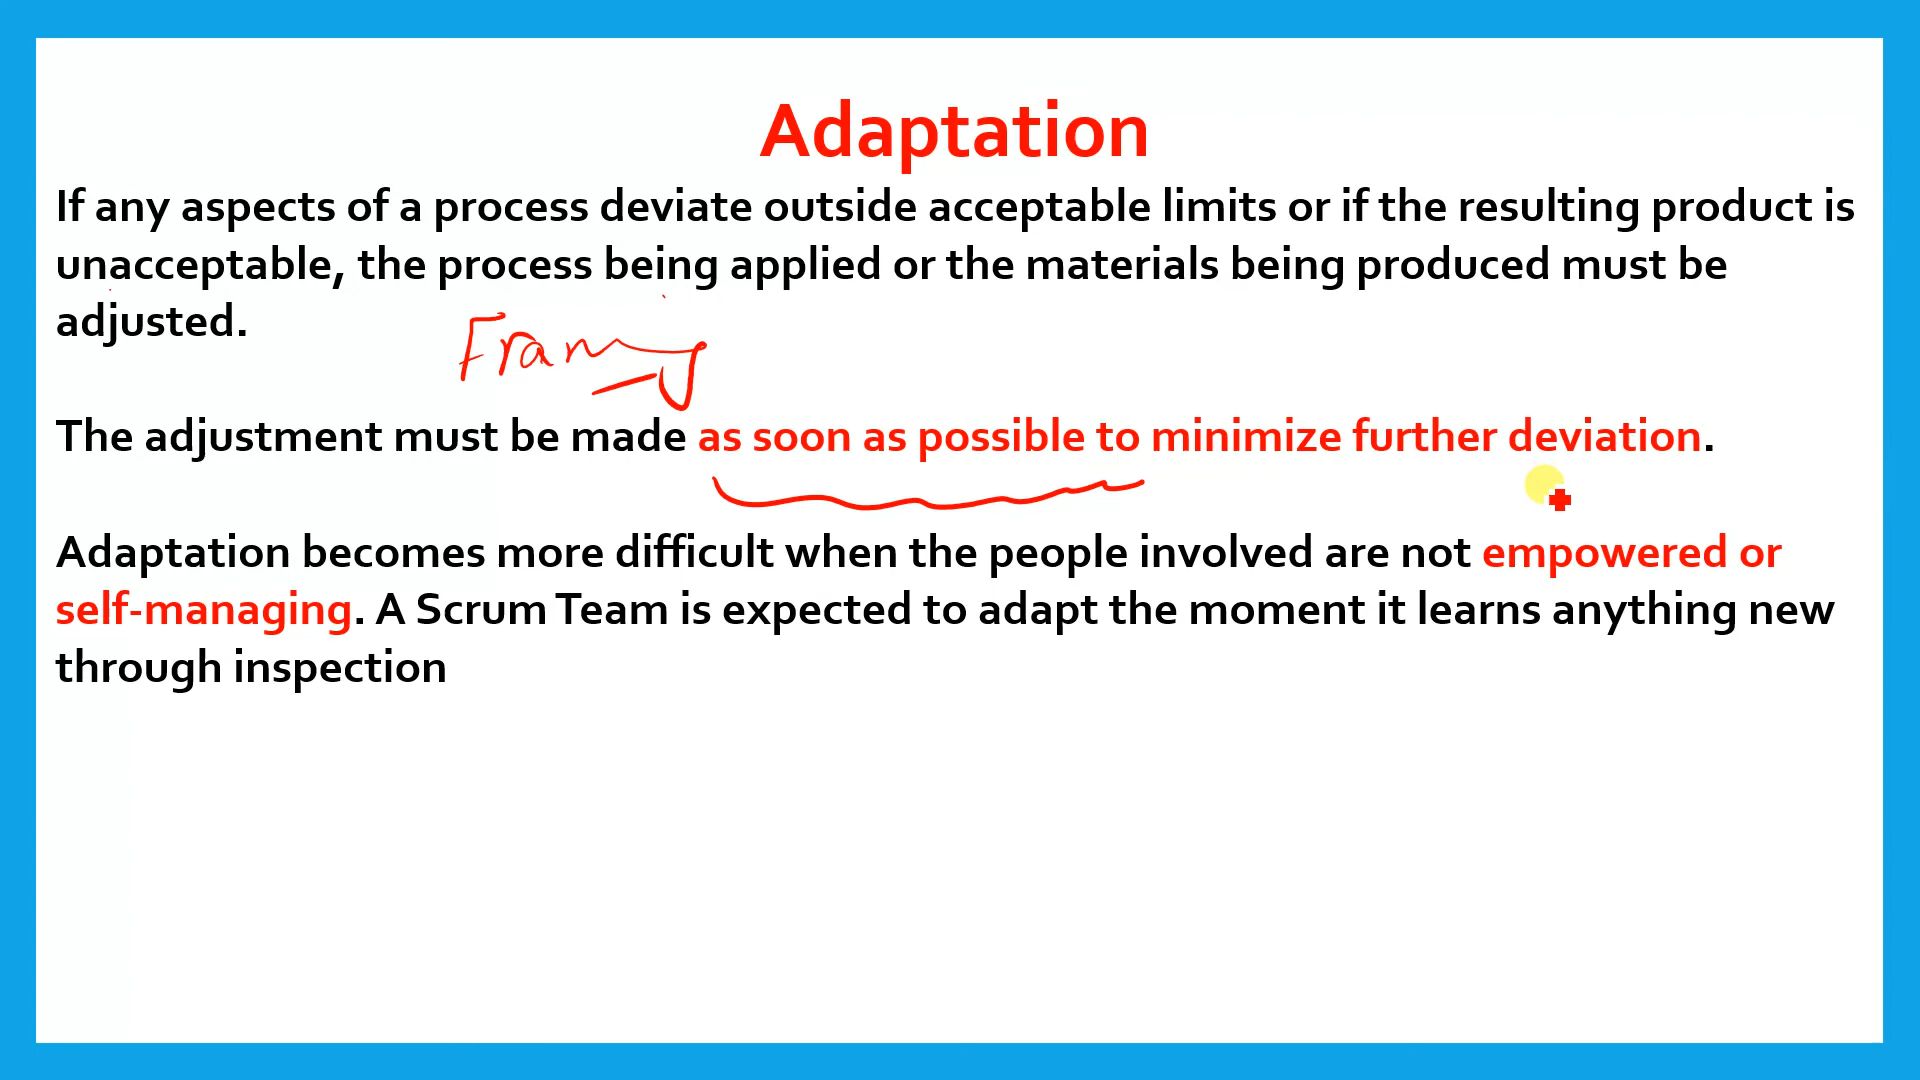 Adaptation
If any aspects of a process deviate outside acceptable limits or if the resulting product is
unacceptable, the process being applied or the materials being produced must be
adjusted.
The adjustment must be made as soon as possible to minimize further deviation.
Adaptation becomes more difficult when the people involved are not empowered or
self-managing. A Scrum Team is expected to adapt the moment it learns anything new
through inspection